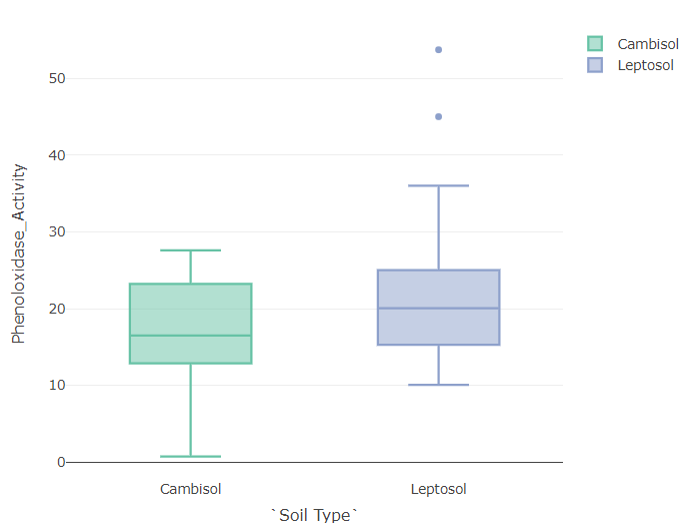 Cambisol
Leptosol
50
40
30
20
10
0
Phenoloxidase_Activity
Cambisol
Leptosol
`Soil Type`